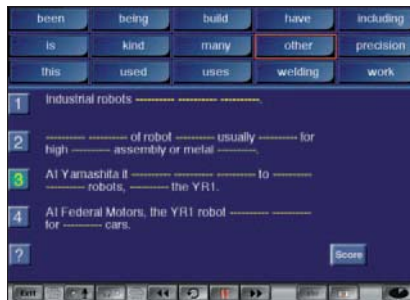 been being build have including
is kind many other precision
this used uses welding work
1 Industrial robots --------- --------- ---------.
2 --------- --------- of robot --------- usually --------- for
high --------- assembly or metal ---------.
3 At Yamashita it --------- --------- to ---------
--------- robots, --------- the YR1.
4 At Federal Motors, the YR1 robot --------- ---------
for --------- cars.
? Score
Exit